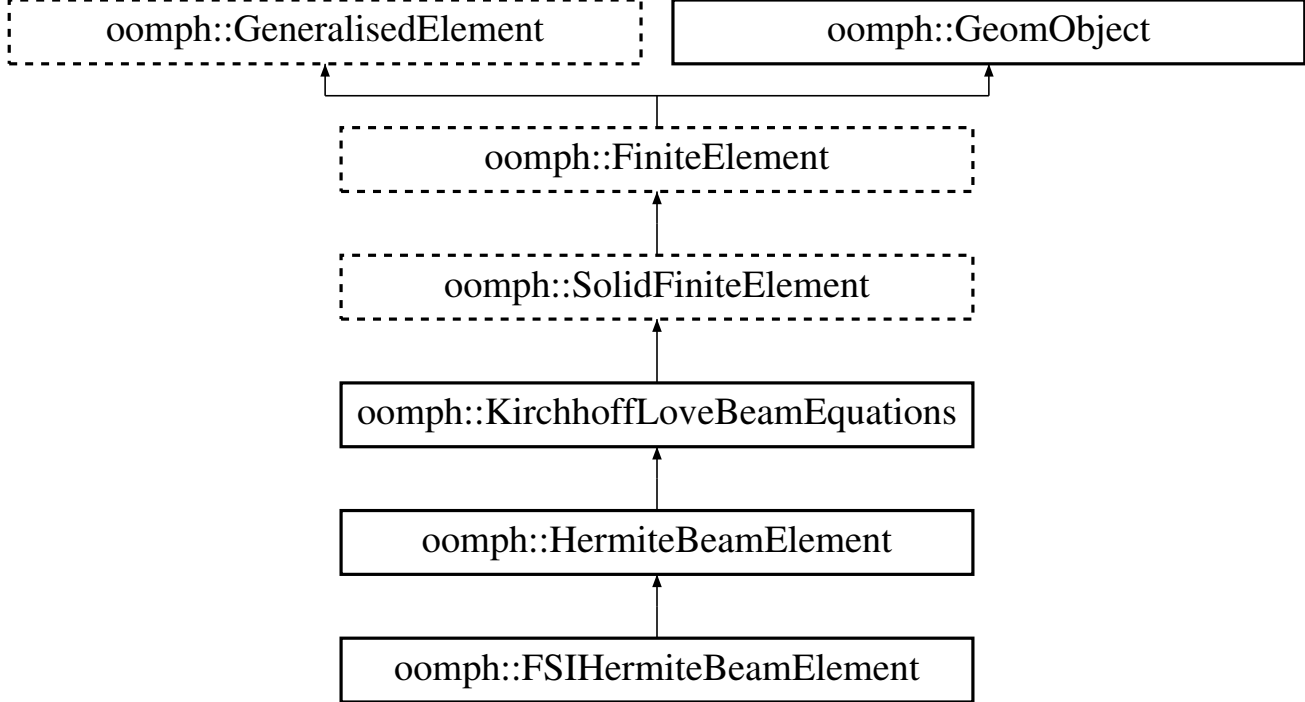 oomph::GeneralisedElement
oomph::GeomObject
oomph::FiniteElement
oomph::SolidFiniteElement
oomph::KirchhoffLoveBeamEquations
oomph::HermiteBeamElement
oomph::FSIHermiteBeamElement